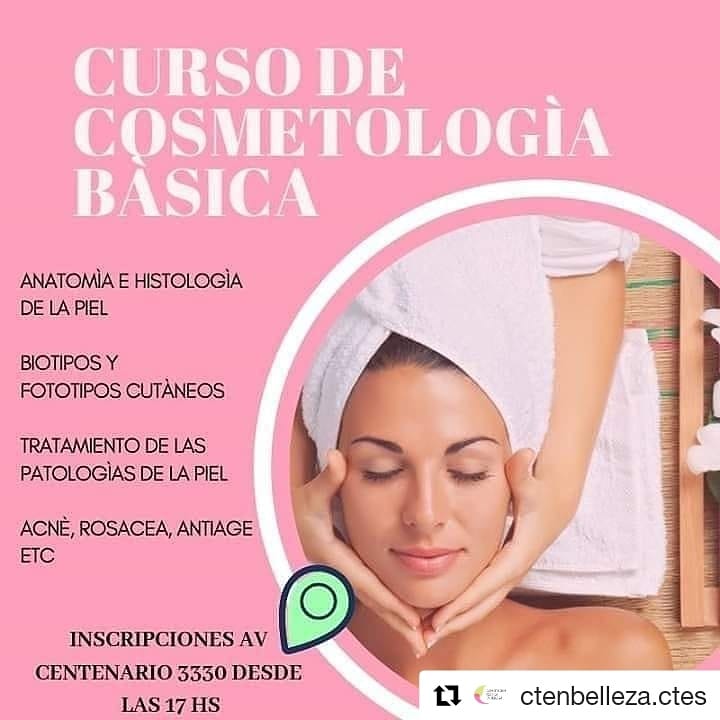 CURSO DE
COSMETOLOGÌA
BÀSICA
ANATOMÌA E HISTOLOGÌA
DE LA PIEL
BIOTIPOS Y
FOTOTIPOS CUTÀNEOS
TRATAMIENTO DE LAS
PATOLOGÌAS DE LA PIEL
ACNÈ, ROSACEA, ANTIAGE
ETC
INSCRIPCIONES AV
CENTENARIO 3330 DESDE
LAS 17 HS
ctenbelleza.ctes